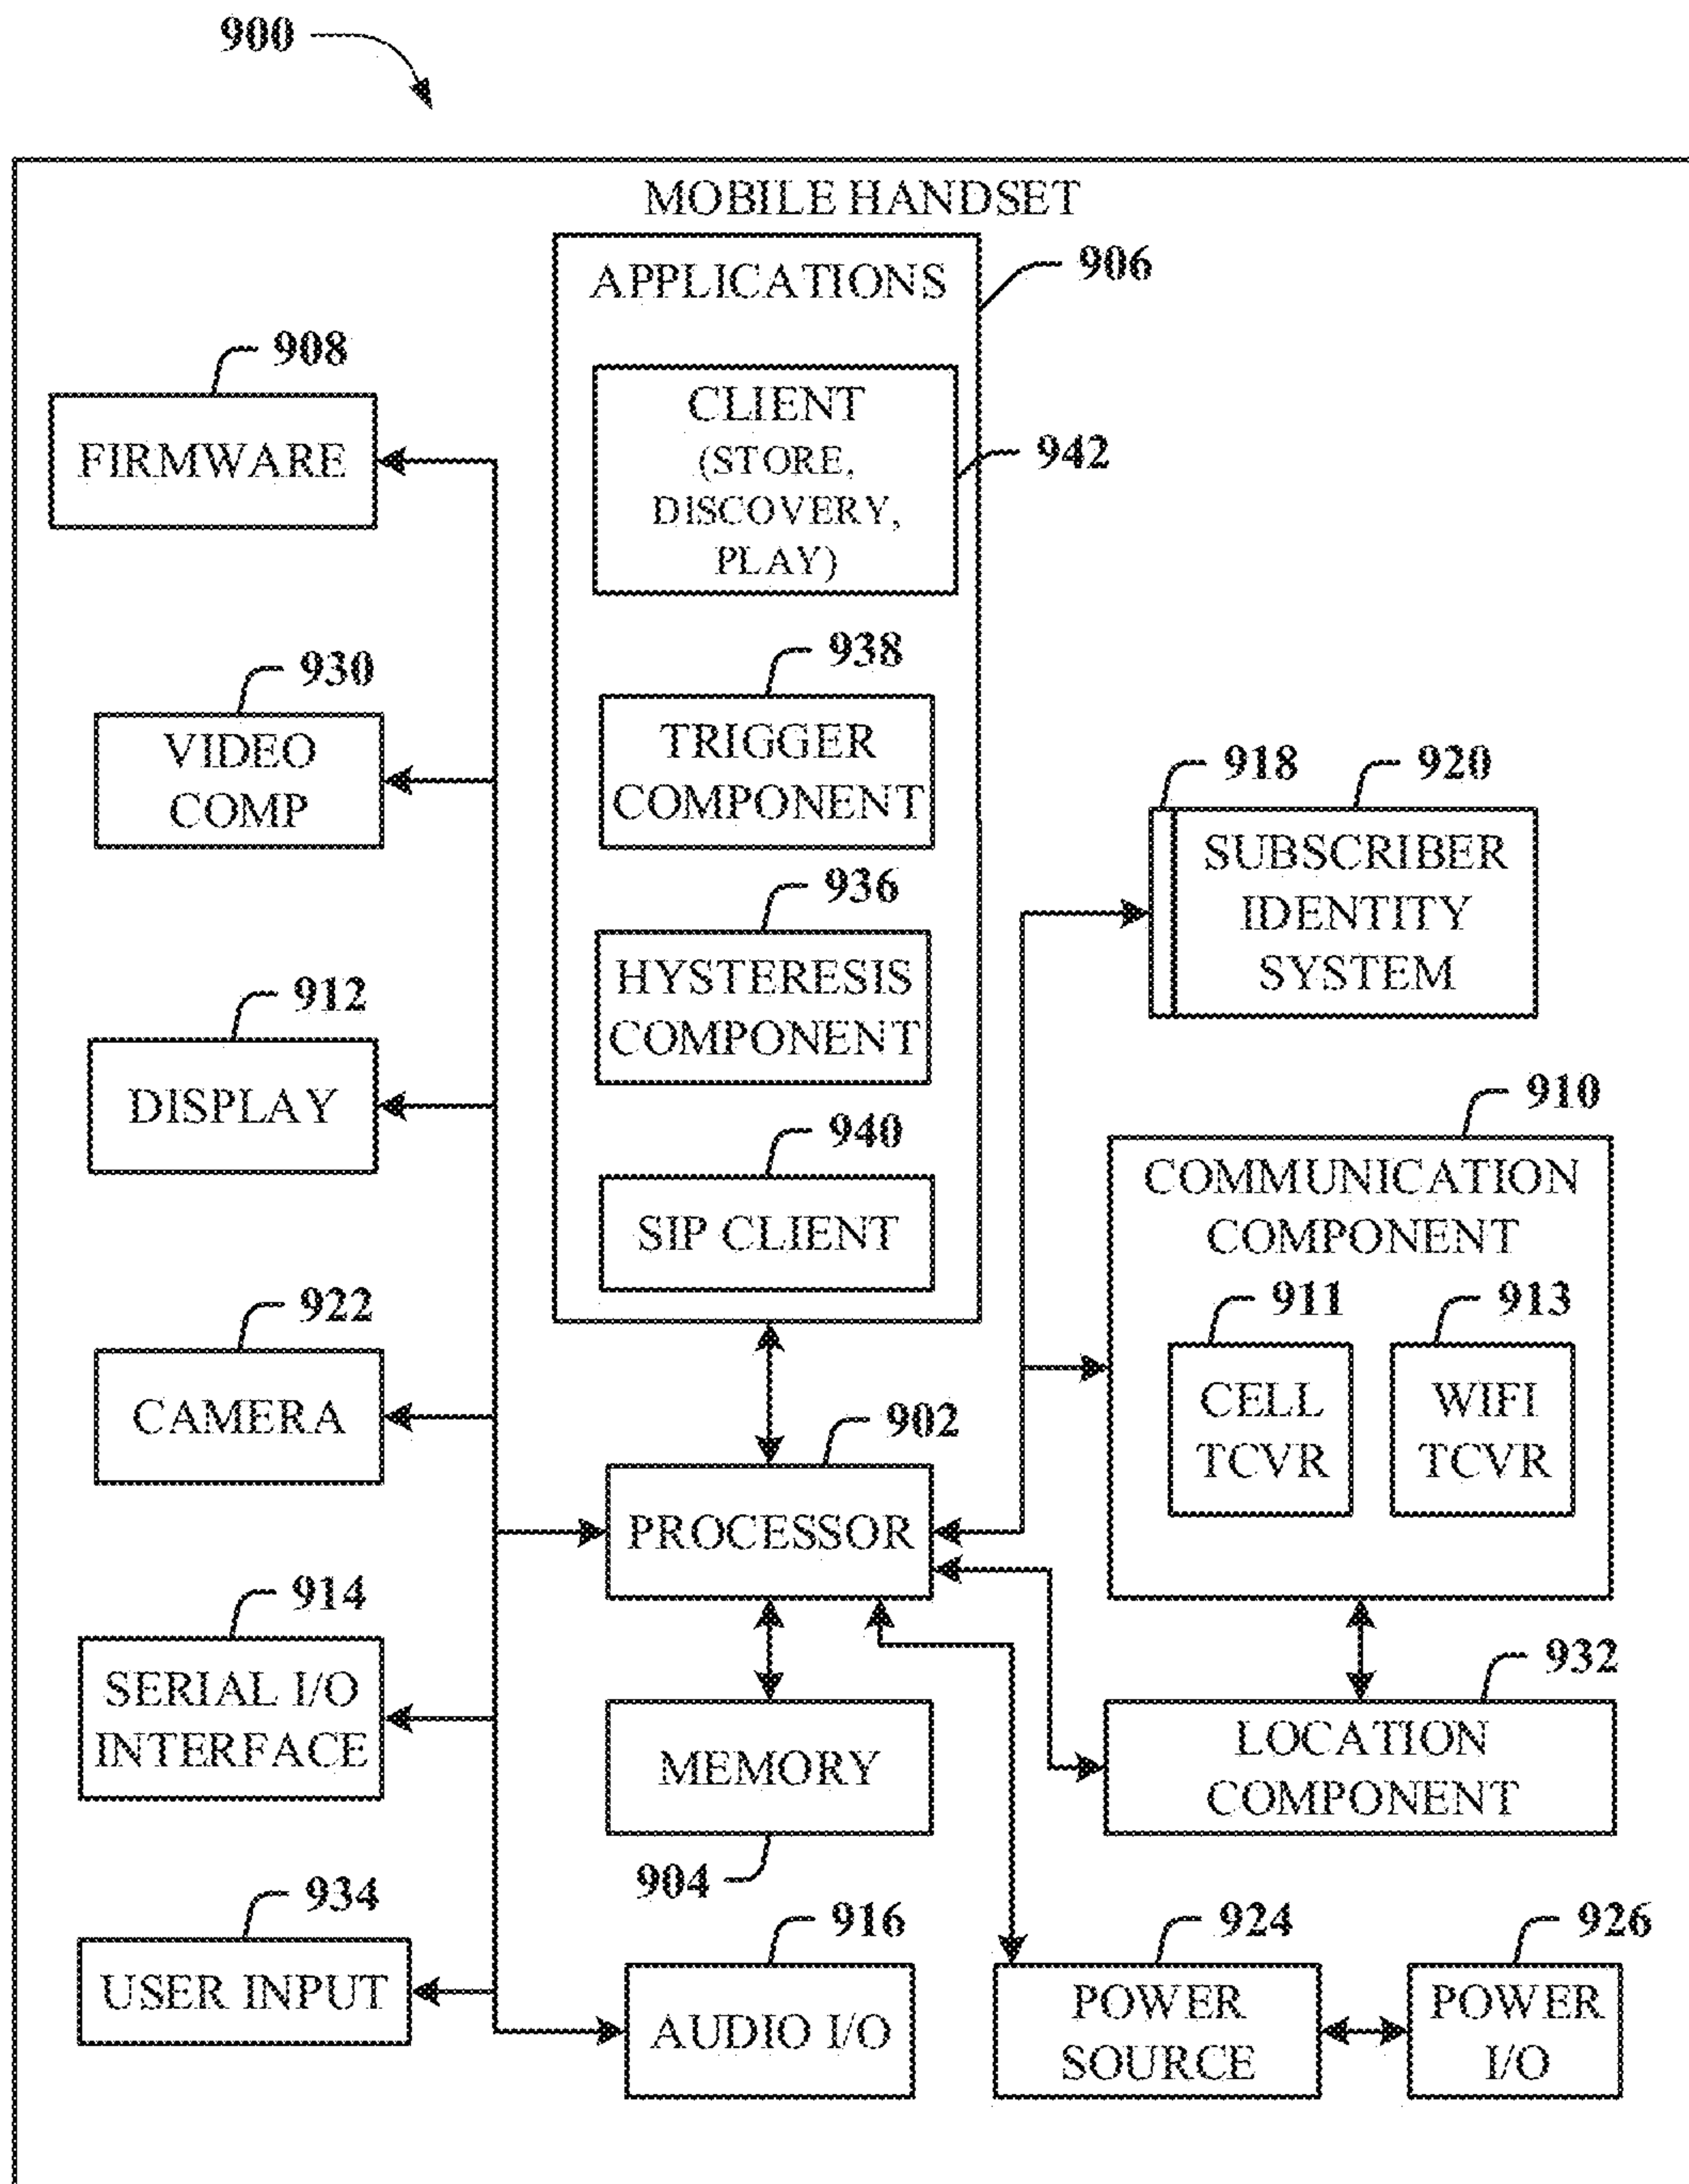 900
MOBILE HANDSET
APPLICATIONS
906
CLIENT
(STORE,
DISCOVERY,
PLAY)
942
938
TRIGGER
COMPONENT
936
HYSTERESIS
COMPONENT
940
SIP CLIENT
908
FIRMWARE
930
VIDEO
COMP
912
DISPLAY
922
CAMERA
914
SERIAL I/O
INTERFACE
934
USER INPUT
902
PROCESSOR
MEMORY
904
916
AUDIO I/O
918
920
SUBSCRIBER
IDENTITY
SYSTEM
910
COMMUNICATION
COMPONENT
911
CELL
TCVR
913
WIFI
TCVR
932
LOCATION
COMPONENT
924
POWER
SOURCE
926
POWER
I/O